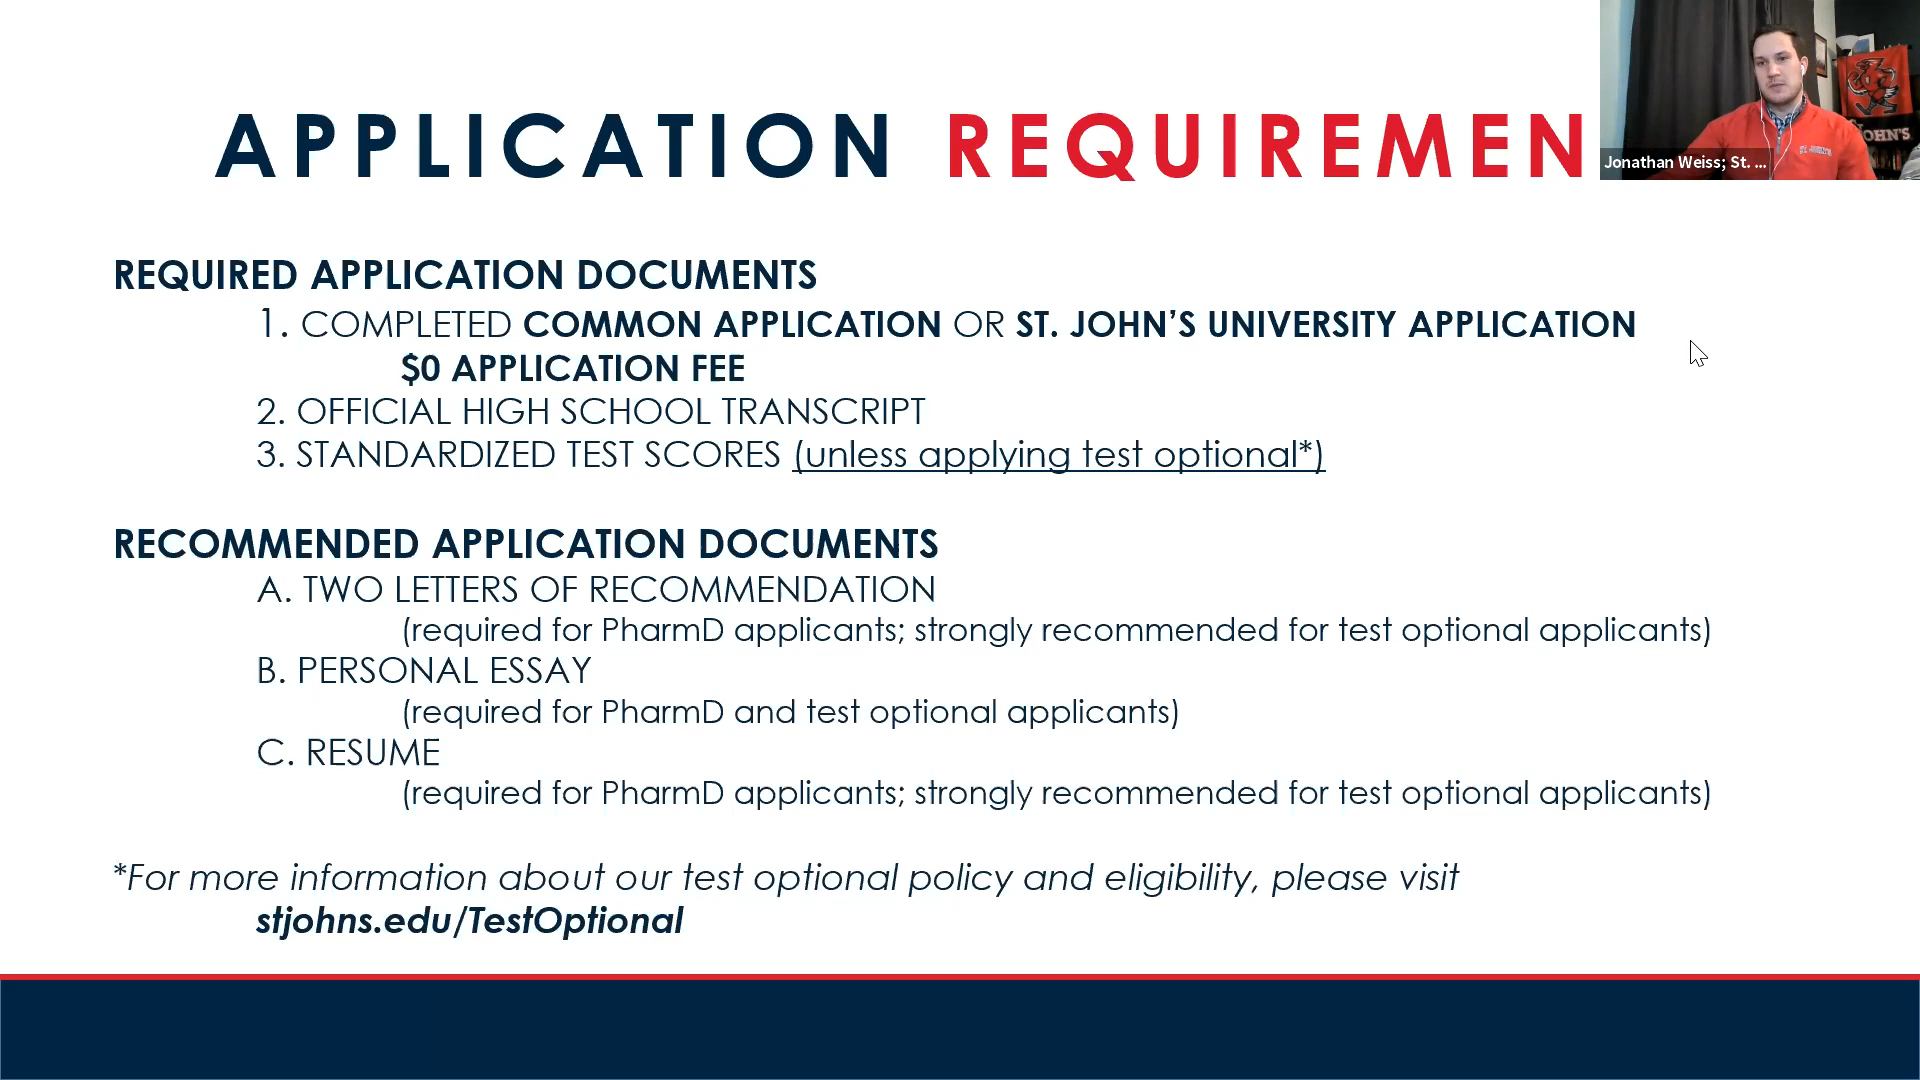 APPLICATION REQUIREMEN
Jonathan Weiss; St. ...
ST. JOHN'S
REQUIRED APPLICATION DOCUMENTS
1. COMPLETED COMMON APPLICATION OR ST. JOHN’S UNIVERSITY APPLICATION
$0 APPLICATION FEE
2. OFFICIAL HIGH SCHOOL TRANSCRIPT
3. STANDARDIZED TEST SCORES (unless applying test optional*)
RECOMMENDED APPLICATION DOCUMENTS
A. TWO LETTERS OF RECOMMENDATION
(required for PharmD applicants; strongly recommended for test optional applicants)
B. PERSONAL ESSAY
(required for PharmD and test optional applicants)
C. RESUME
(required for PharmD applicants; strongly recommended for test optional applicants)
*For more information about our test optional policy and eligibility, please visit
stjohns.edu/TestOptional